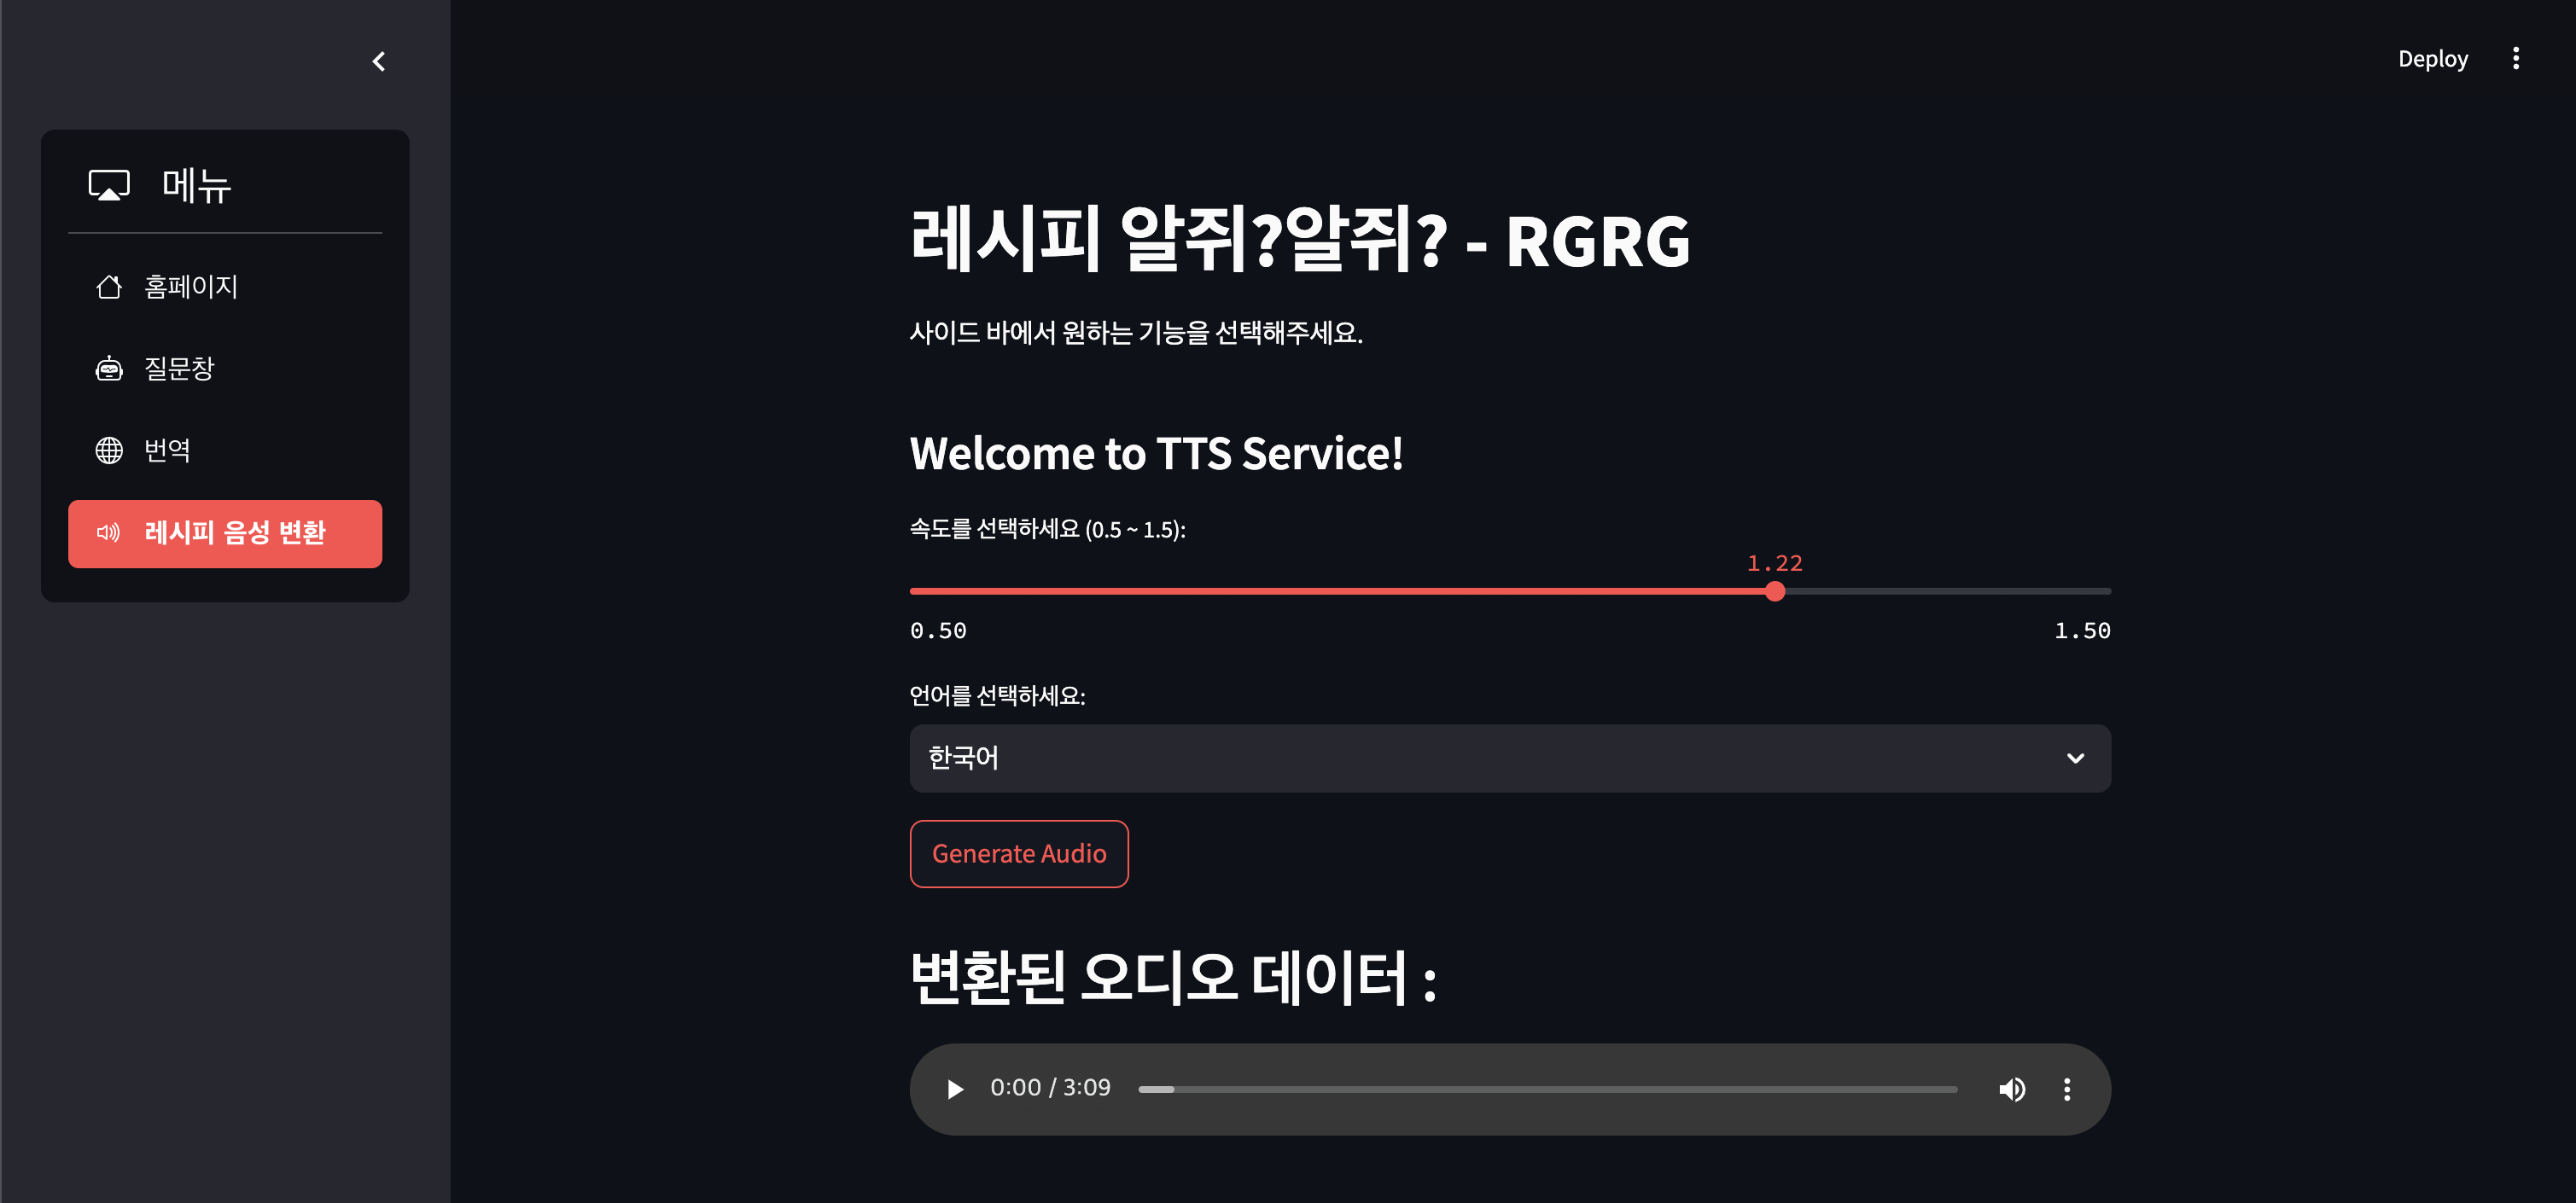 Deploy
메뉴
홈페이지
질문창
번역
레시피 음성 변환
레시피 알쥐?알쥐? - RGRG
사이드 바에서 원하는 기능을 선택해주세요.
Welcome to TTS Service!
속도를 선택하세요 (0.5 ~ 1.5):
1.22
0.50 1.50
언어를 선택하세요:
한국어
Generate Audio
변환된 오디오 데이터 :
0:00 / 3:09